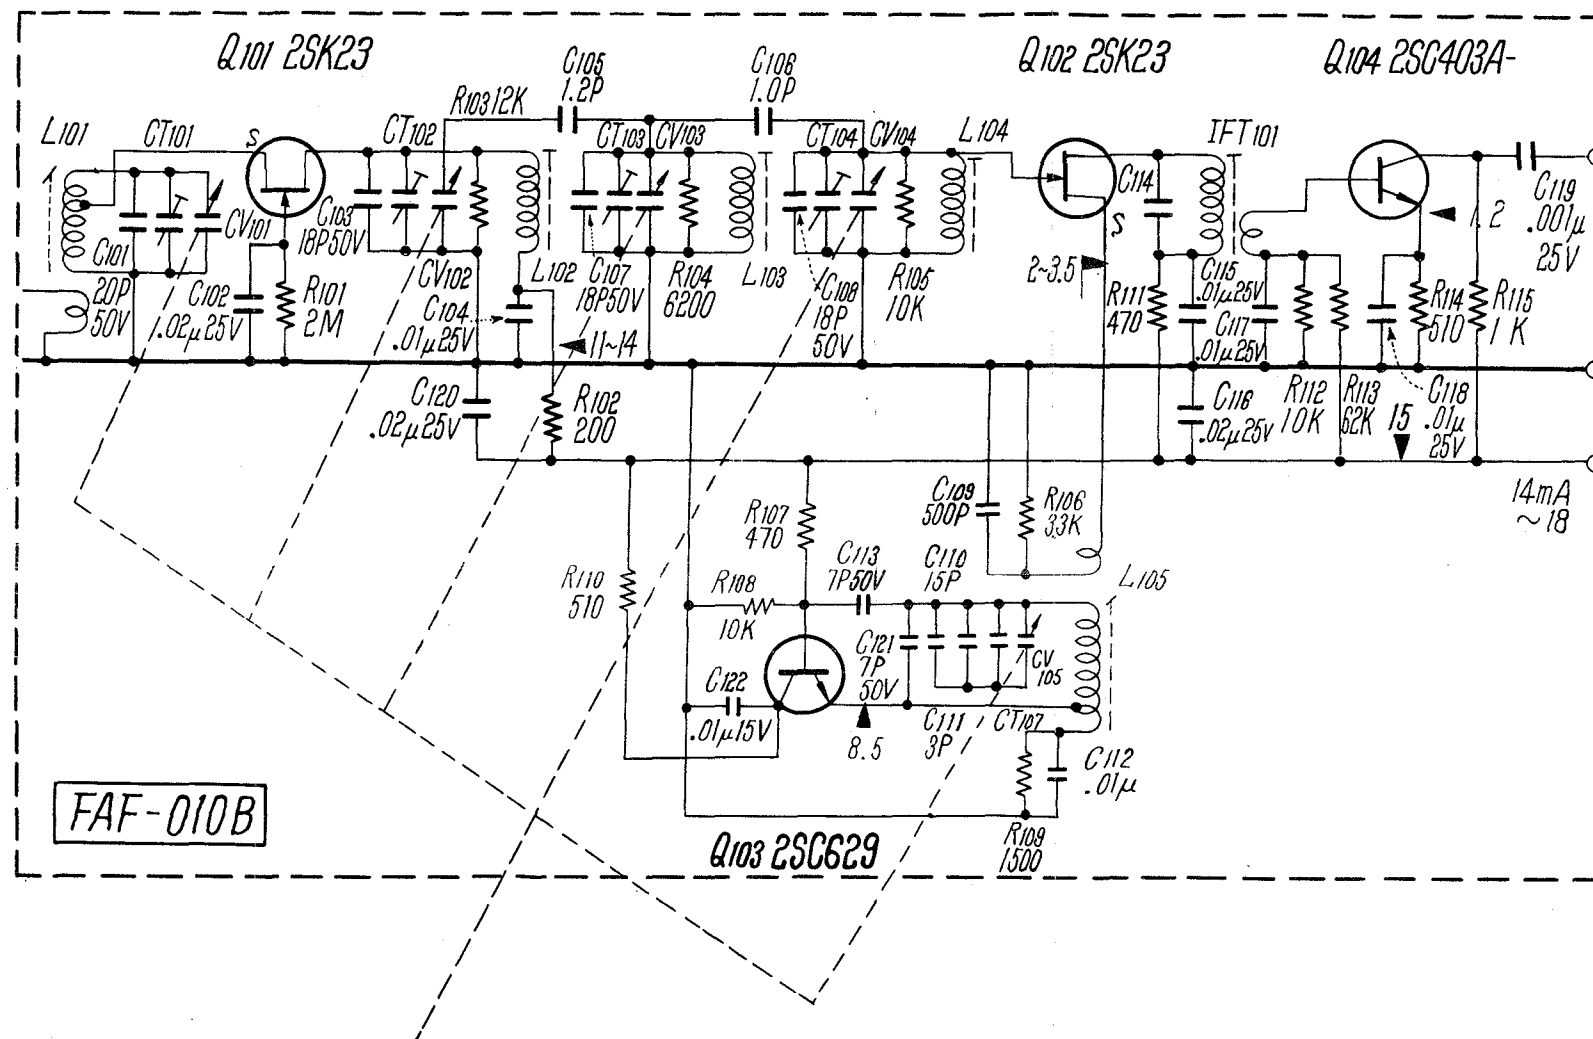 Q101 2SK23
Q102 2SK23
Q104 2SC403A-
C105
1.2P
C106
1.0P
R103 12K
L101
CT101
S
CT102
CT103
CV103
CT104
CV104
L104
IFT101
C114
C119
.001μ
25V
C101
20P
50V
CV101
C103
18P50V
CV102
L102
C107
18P50V
R104
6200
L103
C108
18P
50V
R105
10K
S
1.2
2~3.5
C102
.02μ25V
R101
2M
C104
.01μ25V
11~14
R111
470
C115
.01μ25V
C117
.01μ25V
R114
510
R115
1K
C120
.02μ25V
R102
200
C116
.02μ25V
R112
10K
R113
62K
15
C118
.01μ
25V
14mA
~18
R107
470
C109
500P
R106
3.3K
R110
510
R108
10K
C113
7P50V
C110
15P
L105
C121
7P
50V
CV
105
C122
.01μ15V
8.5
C111
3P
CT107
C112
.01μ
R109
1500
FAF-010B
Q103 2SC629